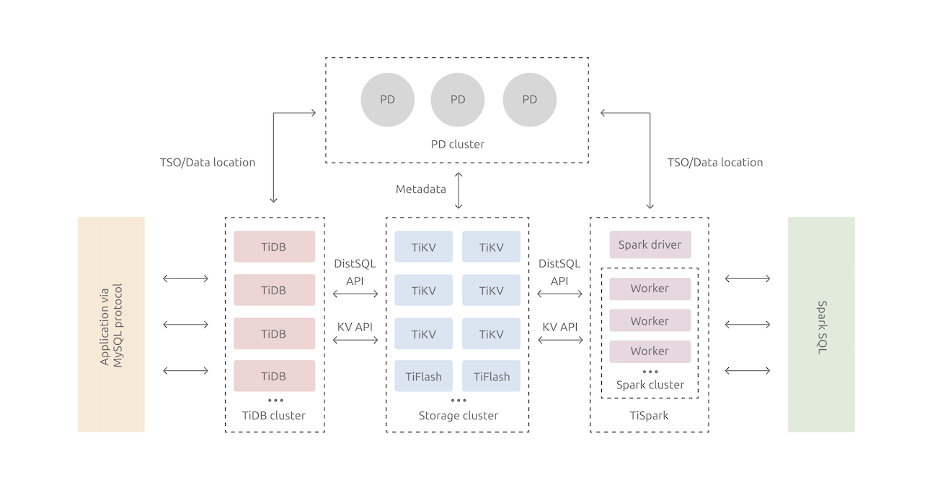 PD
PD
PD
PD cluster
TSO/Data location
TSO/Data location
Metadata
Application via
MySQL protocol
TiDB
TiDB
TiDB
TiDB
•••
TiDB cluster
DistSQL
API
KV API
TiKV
TiKV
TiKV
TiKV
TiKV
TiKV
TiFlash
TiFlash
•••
Storage cluster
DistSQL
API
KV API
Spark driver
Worker
Worker
Worker
•••
Spark cluster
TiSpark
Spark SQL